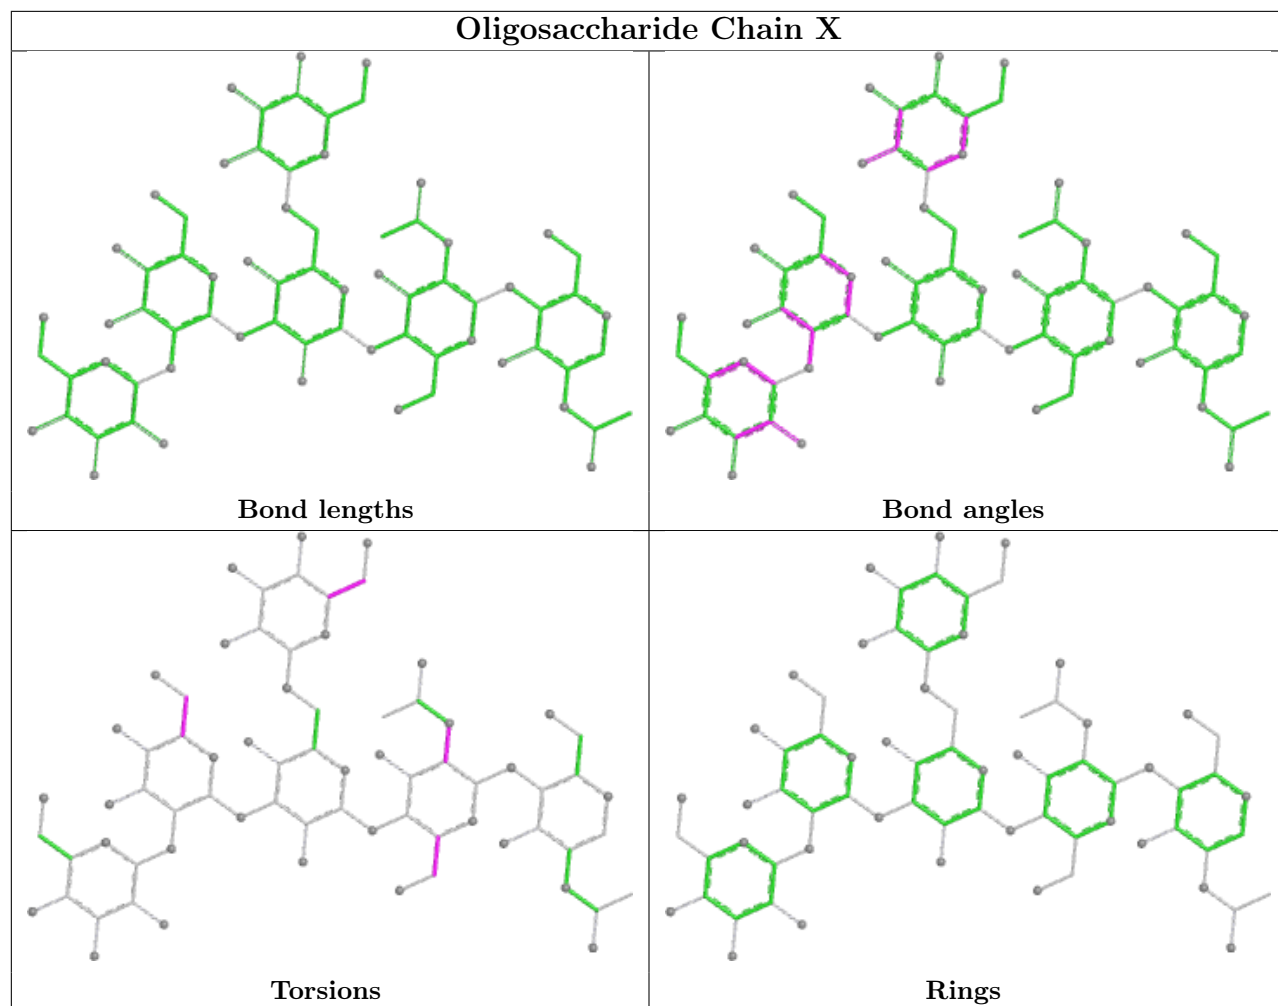 Oligosaccharide Chain X
Bond lengths
Bond angles
Torsions
Rings